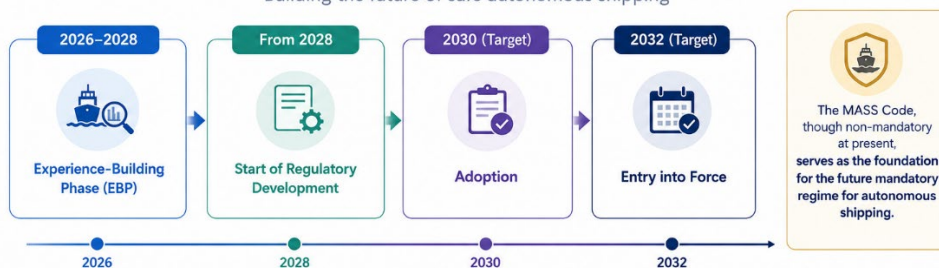 2026–2028
Experience-Building
Phase (EBP)
From 2028
Start of Regulatory
Development
2030 (Target)
Adoption
2032 (Target)
Entry into Force
The MASS Code,
though non-mandatory
at present,
serves as the foundation
for the future mandatory
regime for autonomous
shipping.
2026
2028
2030
2032